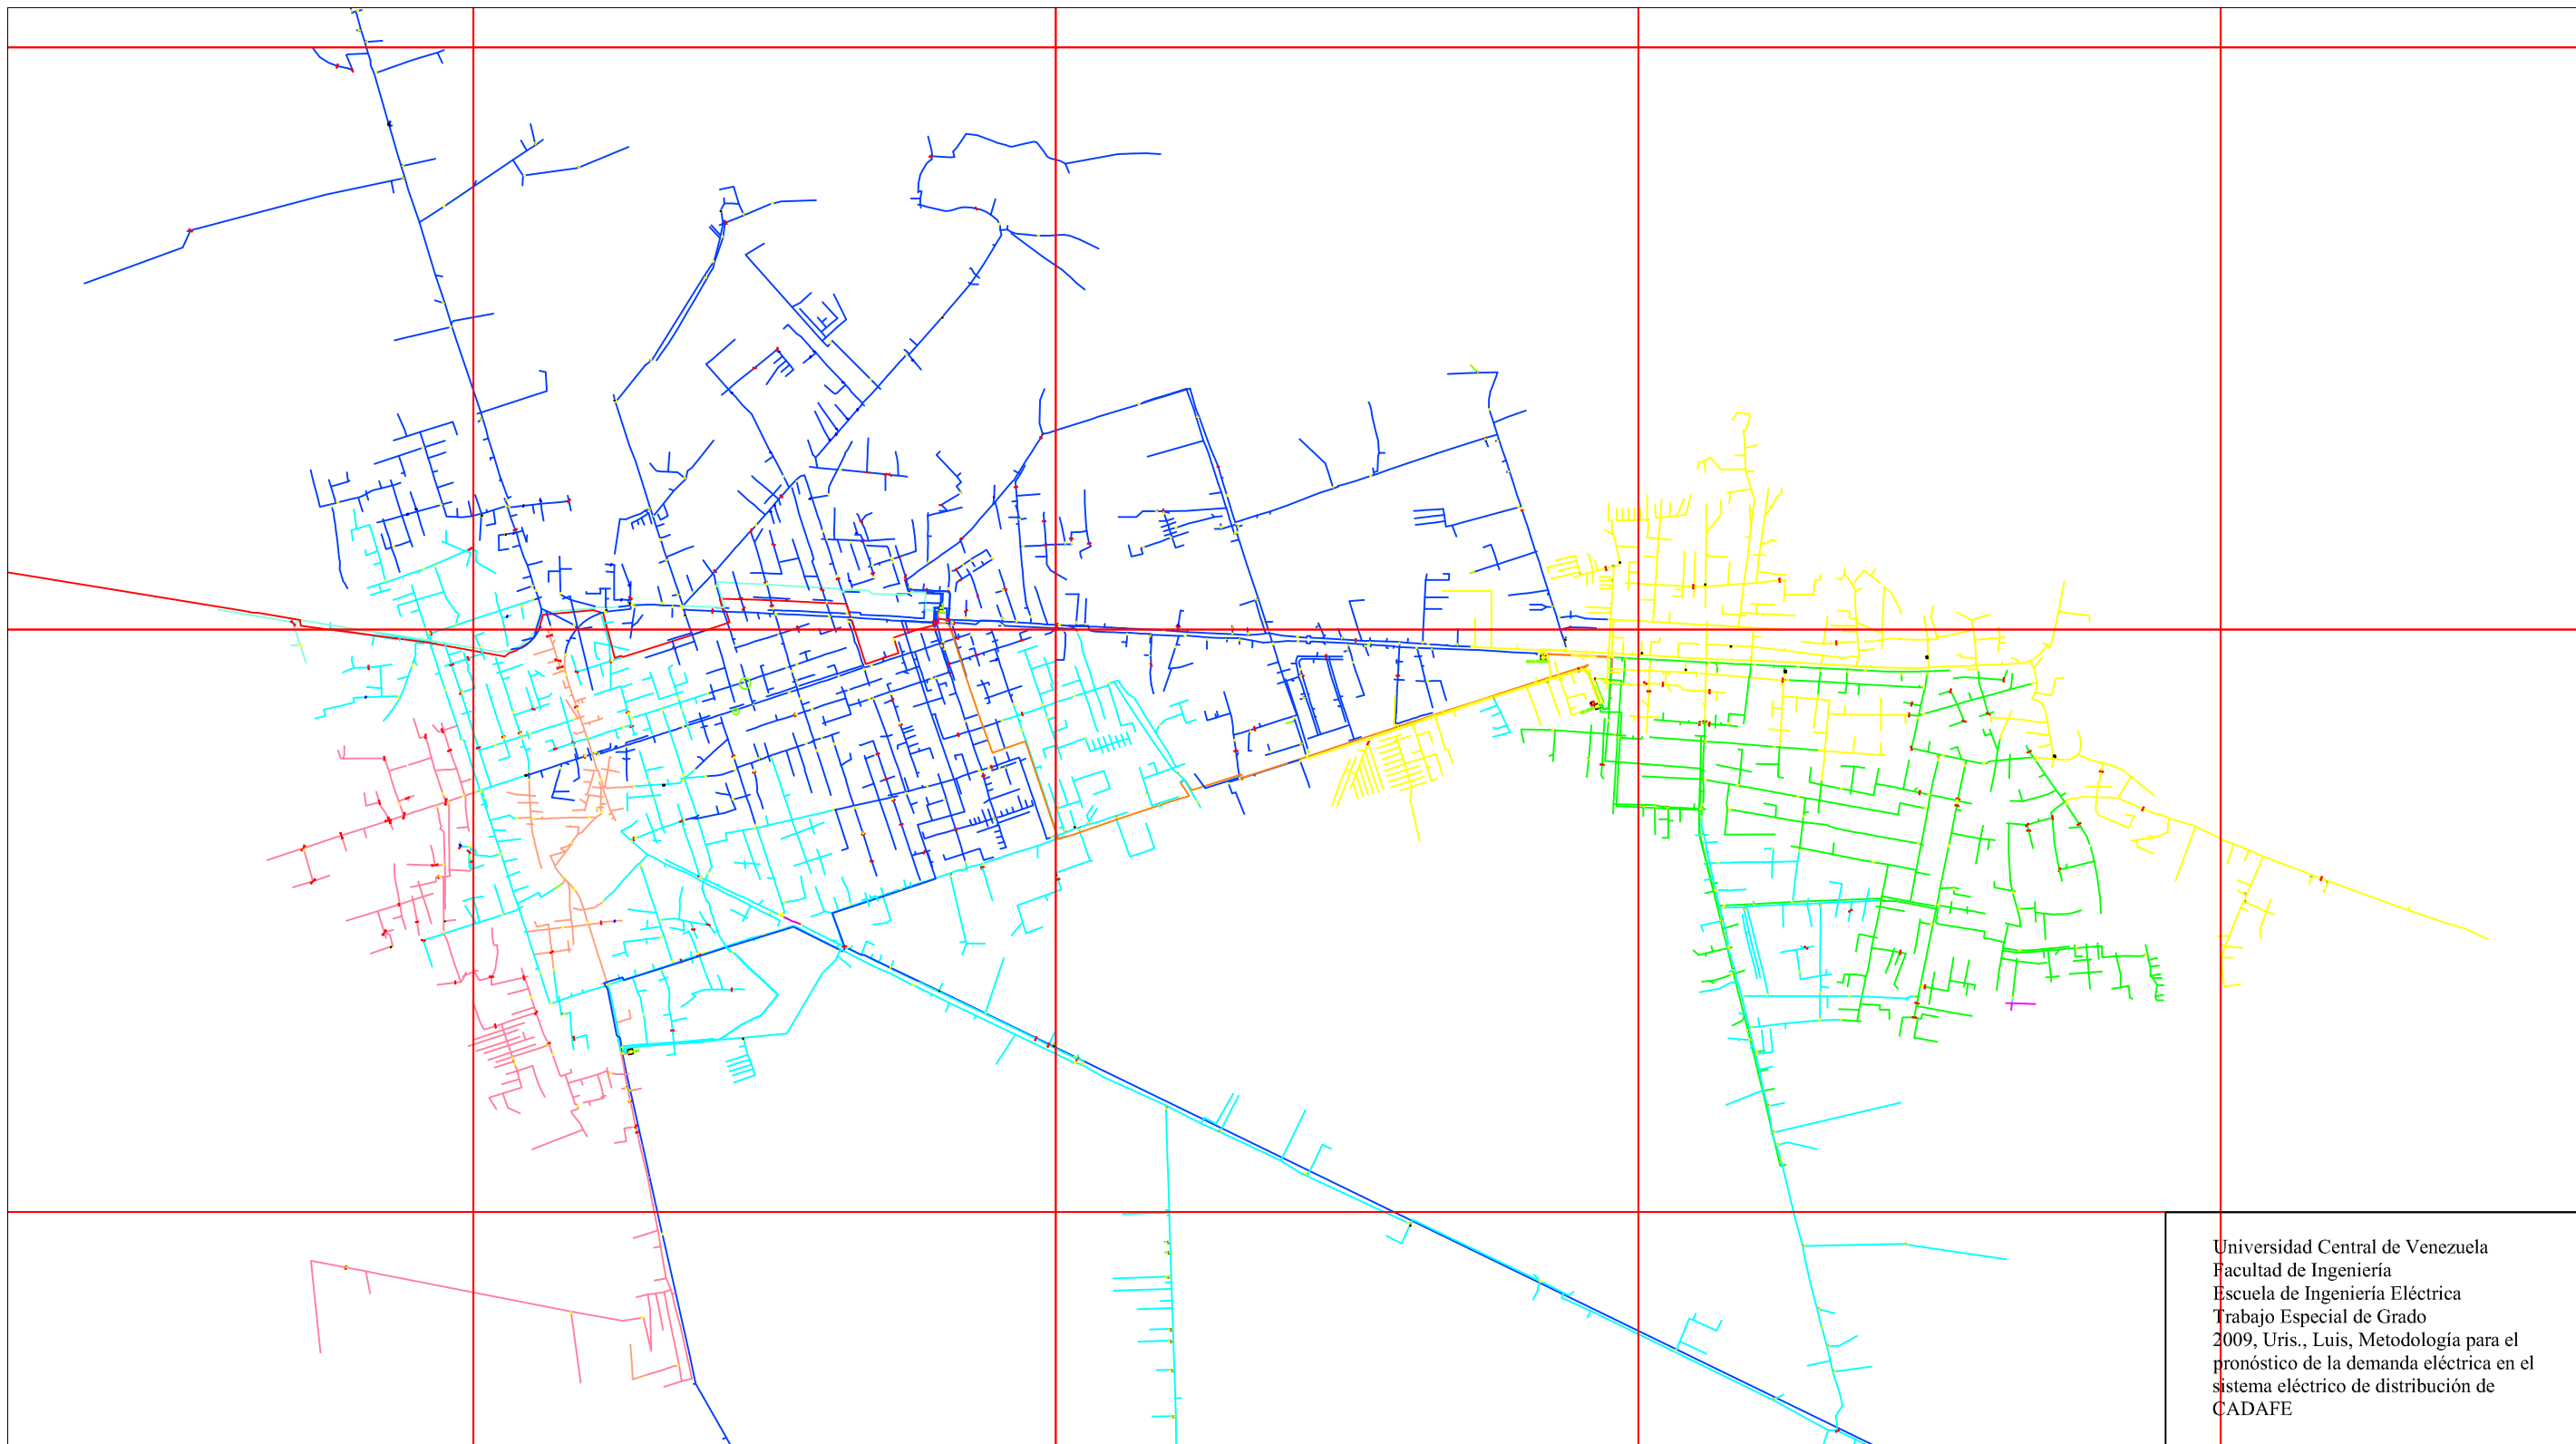 Universidad Central de Venezuela
Facultad de Ingeniería
Escuela de Ingeniería Eléctrica
Trabajo Especial de Grado
2009, Uris., Luis, Metodología para el
pronóstico de la demanda eléctrica en el
sistema eléctrico de distribución de
CADAFE